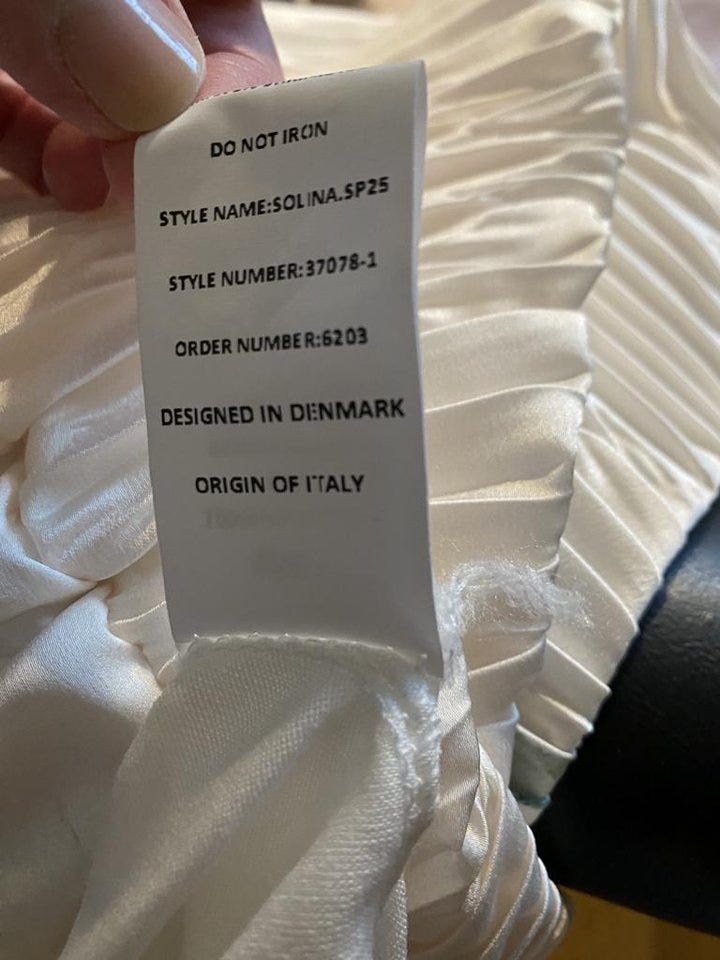 DO NOT IRON
STYLE NAME:SOLINA.SP25
STYLE NUMBER:37078-1
ORDER NUMBER:6203
DESIGNED IN DENMARK
ORIGIN OF ITALY